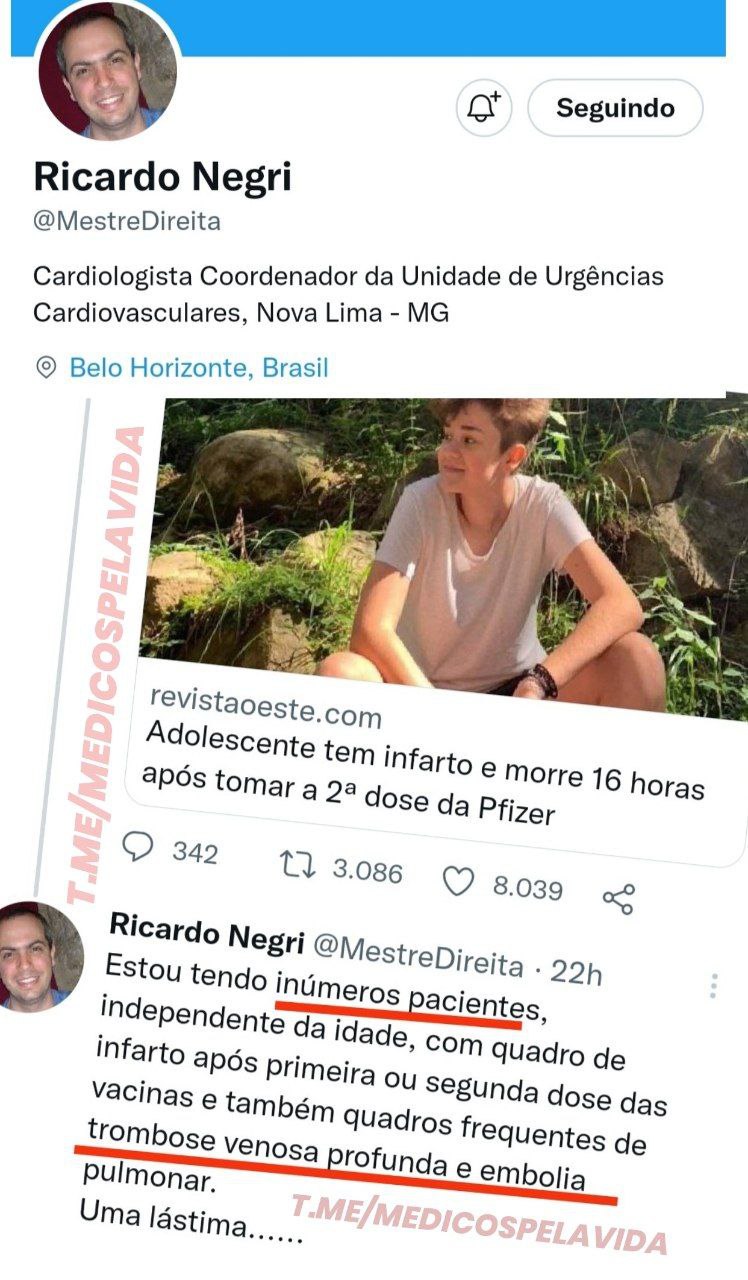 Seguindo
Ricardo Negri
@MestreDireita
Cardiologista Coordenador da Unidade de Urgências
Cardiovasculares, Nova Lima - MG
Belo Horizonte, Brasil
T.ME/MEDICOSPELAVIDA
revistaoeste.com
Adolescente tem infarto e morre 16 horas
após tomar a 2ª dose da Pfizer
342 3.086 8.039
Ricardo Negri @MestreDireita · 22h
Estou tendo inúmeros pacientes,
independente da idade, com quadro de
infarto após primeira ou segunda dose das
vacinas e também quadros frequentes de
trombose venosa profunda e embolia
pulmonar.
Uma lástima......
T.ME/MEDICOSPELAVIDA